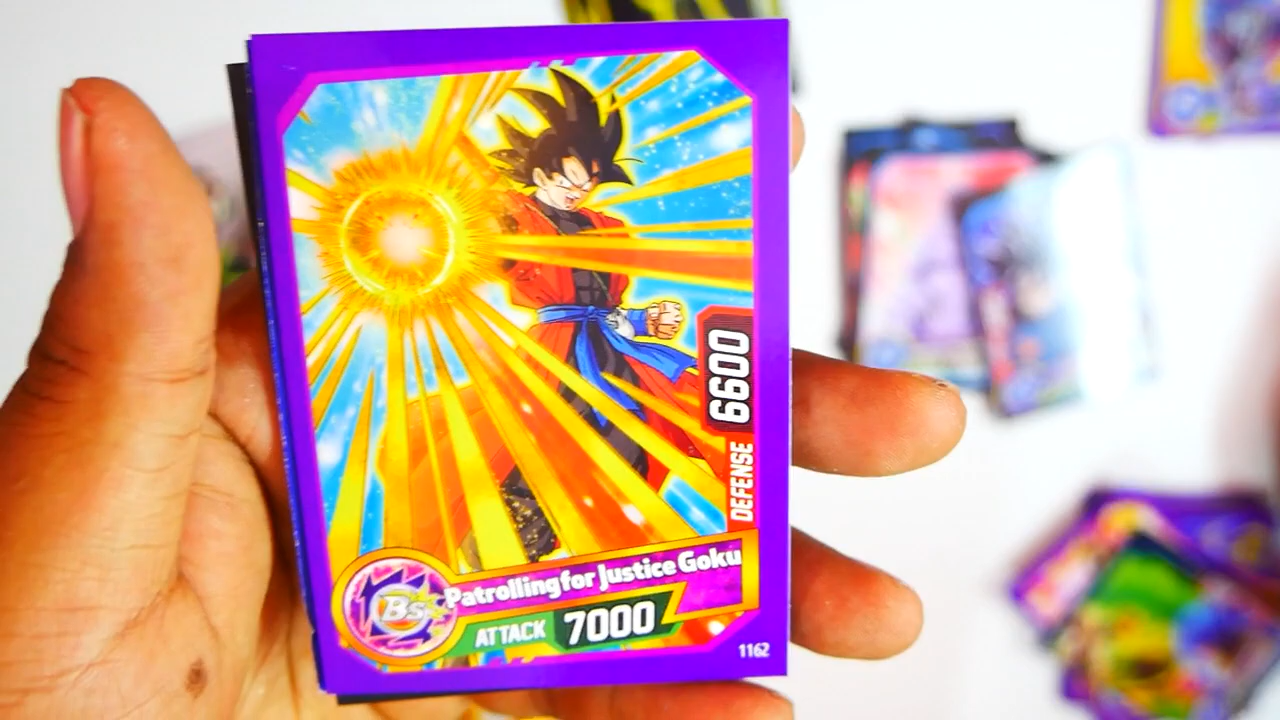 DEFENSE 6600
Bs
Patrolling for Justice Goku
ATTACK 7000
1162